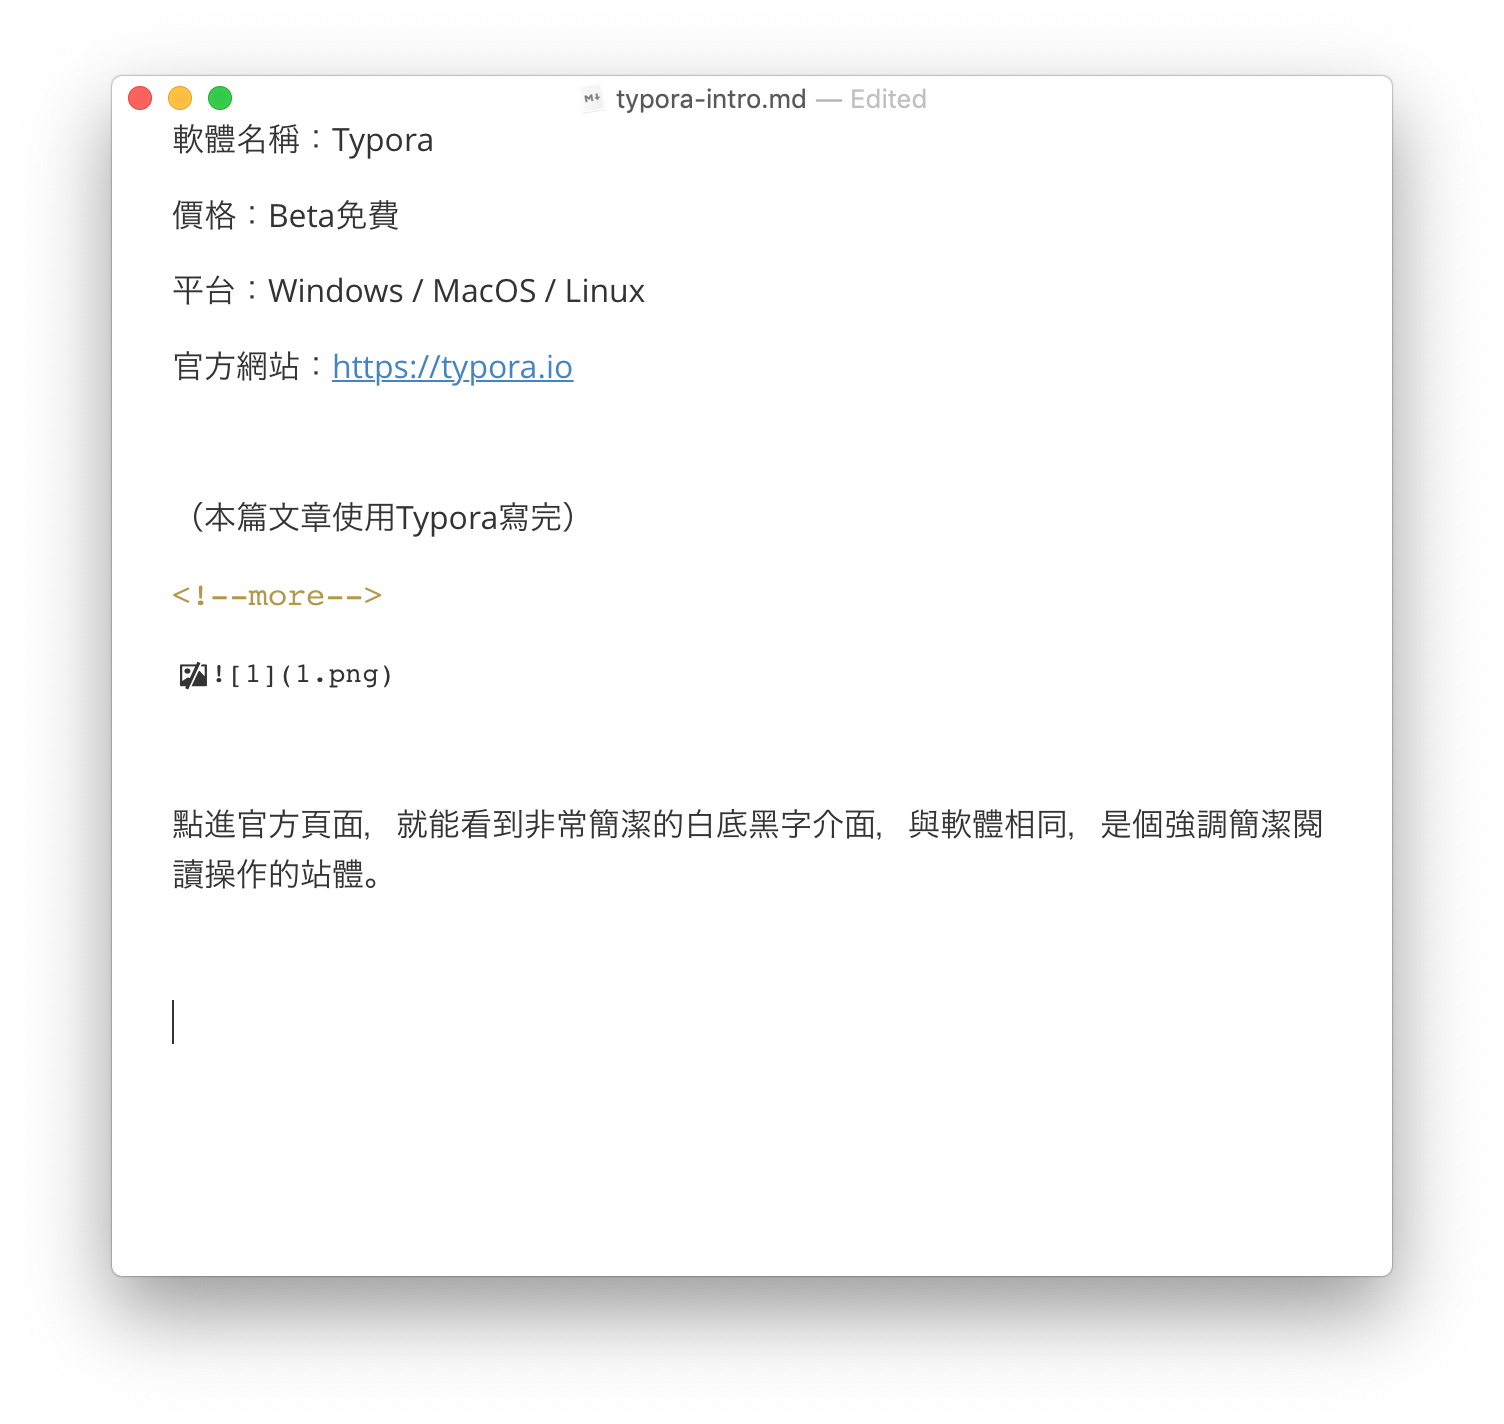 typora-intro.md — Edited
軟體名稱：Typora
價格：Beta免費
平台：Windows / MacOS / Linux
官方網站：https://typora.io
（本篇文章使用Typora寫完）
<!--more-->
![1](1.png)
點進官方頁面，就能看到非常簡潔的白底黑字介面，與軟體相同，是個強調簡潔閱
讀操作的站體。